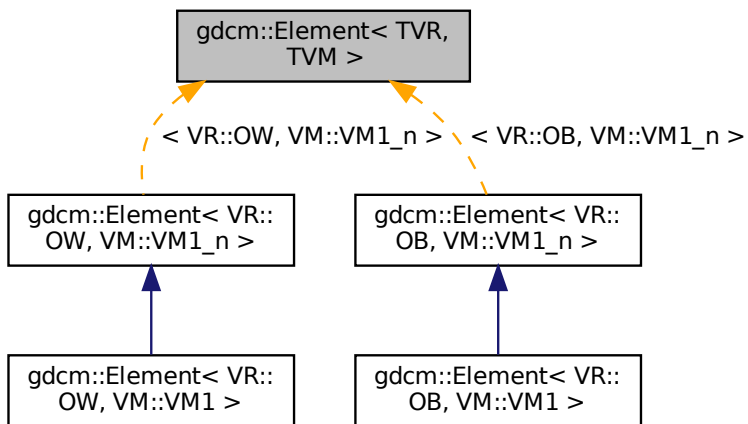 gdcm::Element< TVR,
TVM >
< VR::OW, VM::VM1_n >
< VR::OB, VM::VM1_n >
gdcm::Element< VR::
OW, VM::VM1_n >
gdcm::Element< VR::
OB, VM::VM1_n >
gdcm::Element< VR::
OW, VM::VM1 >
gdcm::Element< VR::
OB, VM::VM1 >